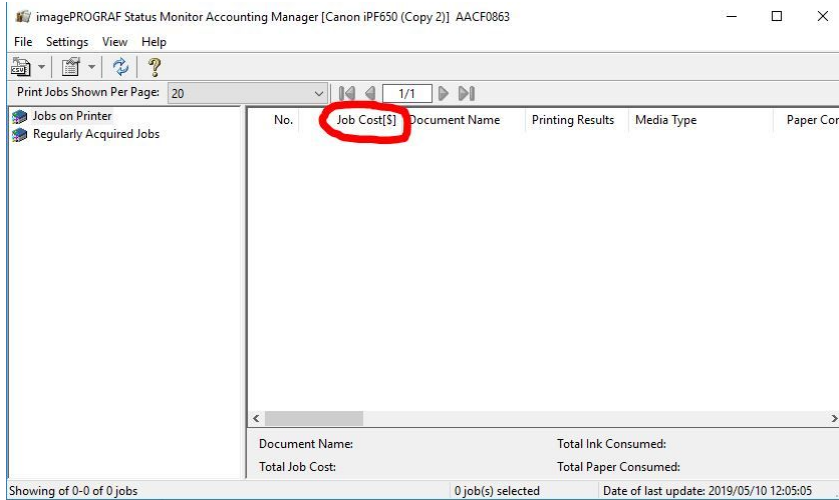 imagePROGRAF Status Monitor Accounting Manager [Canon iPF650 (Copy 2)] AACF0863
File Settings View Help
CSV
Print Jobs Shown Per Page: 20 1/1
Jobs on Printer
Regularly Acquired Jobs
No. Job Cost[$] Document Name Printing Results Media Type Paper Cor
Document Name: Total Ink Consumed:
Total Job Cost: Total Paper Consumed:
Showing of 0-0 of 0 jobs 0 job(s) selected Date of last update: 2019/05/10 12:05:05